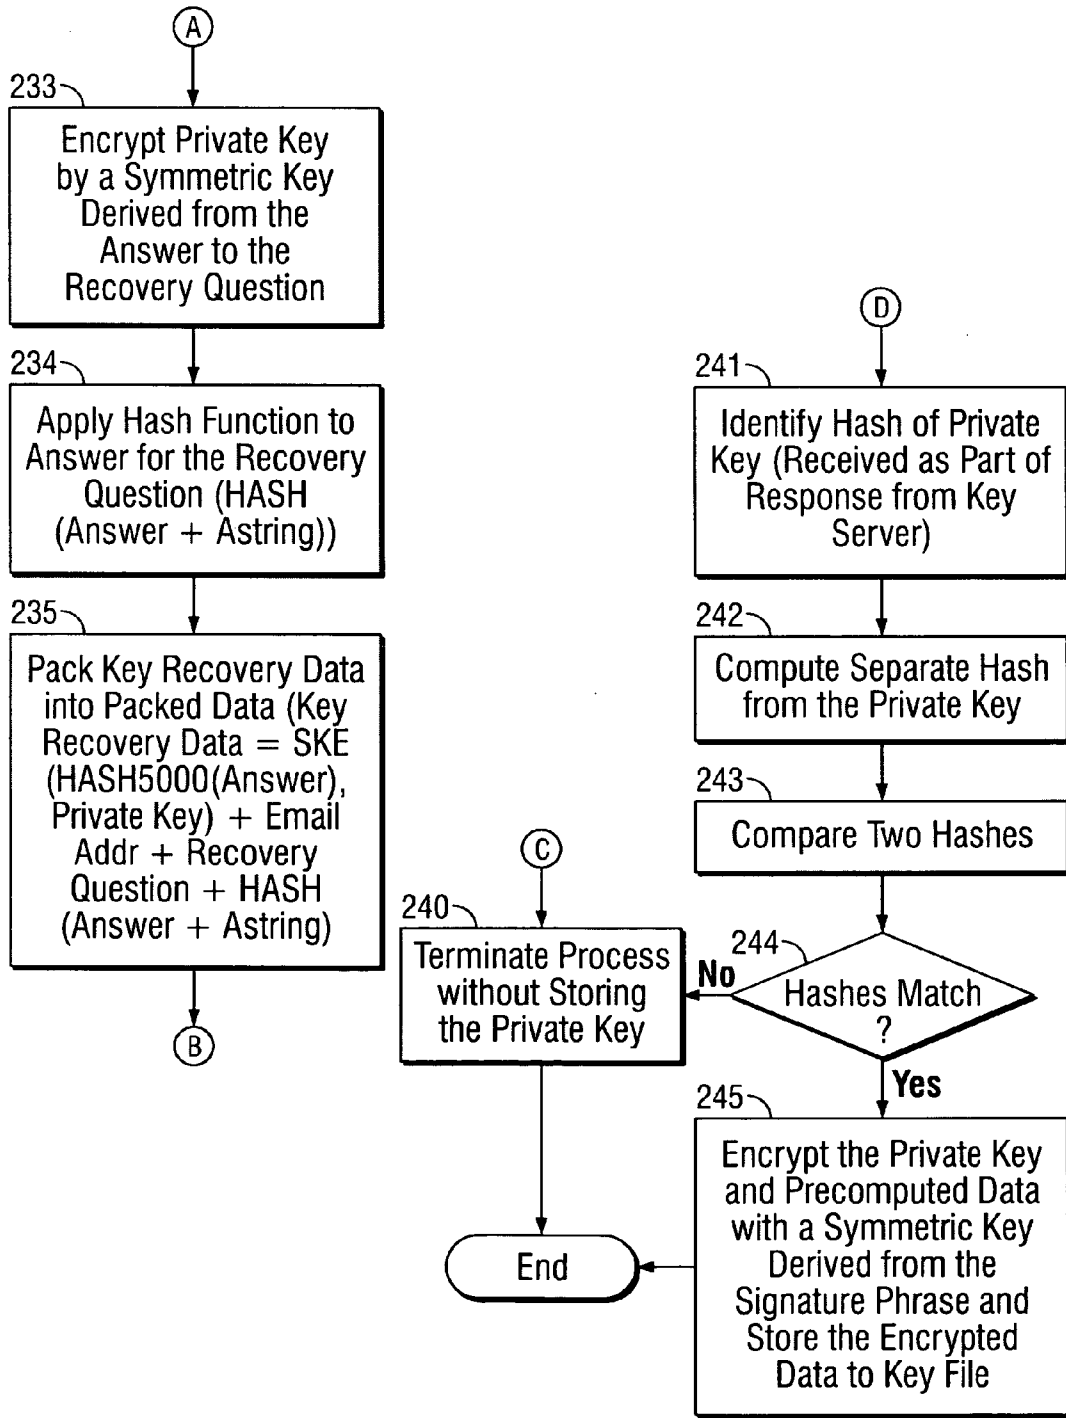 A
233
Encrypt Private Key
by a Symmetric Key
Derived from the
Answer to the
Recovery Question
234
Apply Hash Function to
Answer for the Recovery
Question (HASH
(Answer + Astring))
235
Pack Key Recovery Data
into Packed Data (Key
Recovery Data = SKE
(HASH5000(Answer),
Private Key) + Email
Addr + Recovery
Question + HASH
(Answer + Astring)
B
C
240
Terminate Process
without Storing
the Private Key
End
D
241
Identify Hash of Private
Key (Received as Part of
Response from Key
Server)
242
Compute Separate Hash
from the Private Key
243
Compare Two Hashes
244
Hashes Match
?
No
Yes
245
Encrypt the Private Key
and Precomputed Data
with a Symmetric Key
Derived from the
Signature Phrase and
Store the Encrypted
Data to Key File